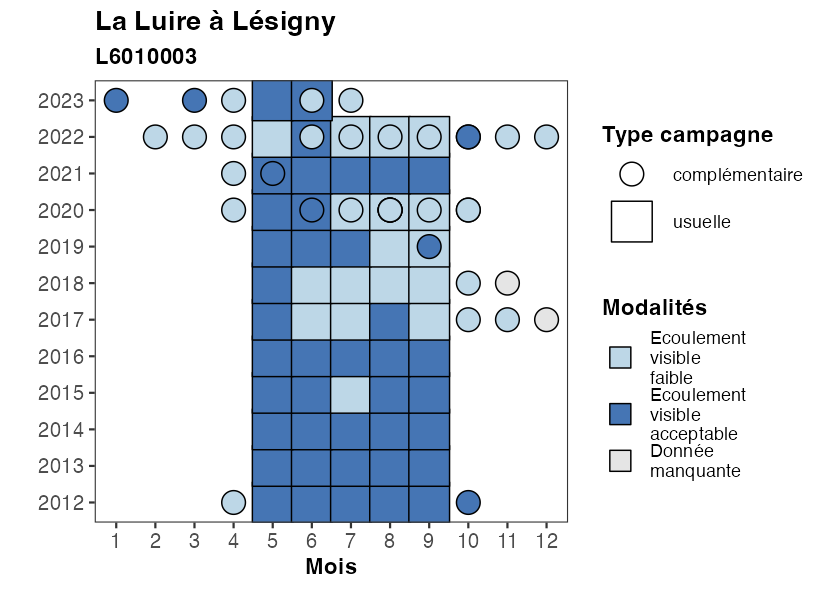 La Luire à Lésigny
L6010003
2023
2022
2021
2020
2019
2018
2017
2016
2015
2014
2013
2012
1 2 3 4 5 6 7 8 9 10 11 12
Mois
Type campagne
complémentaire
usuelle
Modalités
Ecoulement
visible
faible
Ecoulement
visible
acceptable
Donnée
manquante